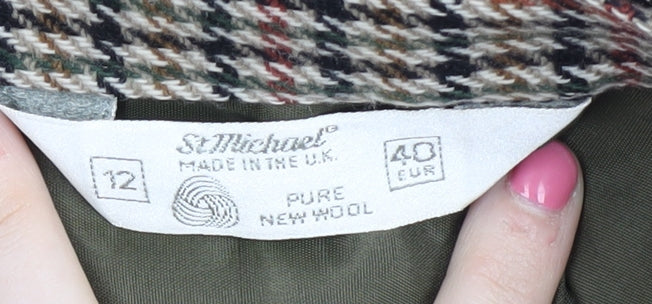 St Michael®
MADE IN THE U.K.
12
40
EUR
PURE
NEW WOOL